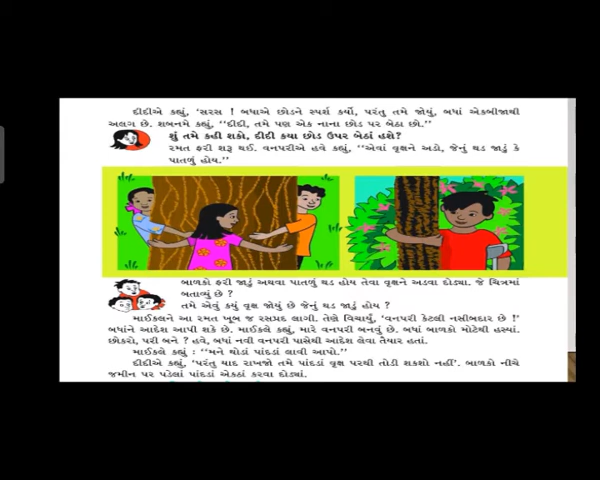 દીદીએ કહ્યું, ‘સરસ ! બધાએ છોડને સ્પર્શ કર્યો, પરંતુ તમે જોયું, બધાં એકબીજાથી
અલગ છે. શબનમે કહ્યું, ‘‘દીદી, તમે પણ એક નાના છોડ પર બેઠા છો.’’
શું તમે કહી શકો, દીદી કયા છોડ ઉપર બેઠાં હશે?
રમત ફરી શરૂ થઈ. વનપરીએ હવે કહ્યું, ‘‘એવાં વૃક્ષને અડો, જેનું થડ જાડું કે
પાતળું હોય.’’
બાળકો ફરી જાડું અથવા પાતળું થડ હોય તેવા વૃક્ષને અડવા દોડ્યા. જે ચિત્રમાં
બતાવ્યું છે ?
તમે એવું કયું વૃક્ષ જોયું છે જેનું થડ જાડું હોય ?
માઈકલને આ રમત ખૂબ જ રસપ્રદ લાગી. તેણે વિચાર્યું, ‘વનપરી કેટલી નસીબદાર છે !’
બધાંને આદેશ આપી શકે છે. માઈકલે કહ્યું, મારે વનપરી બનવું છે. બધાં બાળકો મોટેથી હસ્યાં.
છોકરો, પરી બને ? હવે, બધાં નવી વનપરી પાસેથી આદેશ લેવા તૈયાર હતાં.
માઈકલે કહ્યું : ‘‘મને થોડાં પાંદડાં લાવી આપો.’’
દીદીએ કહ્યું, ‘પરંતુ યાદ રાખજો તમે પાંદડાં વૃક્ષ પરથી તોડી શકશો નહીં’. બાળકો નીચે
જમીન પર પડેલાં પાંદડાં એકઠાં કરવા દોડ્યાં.